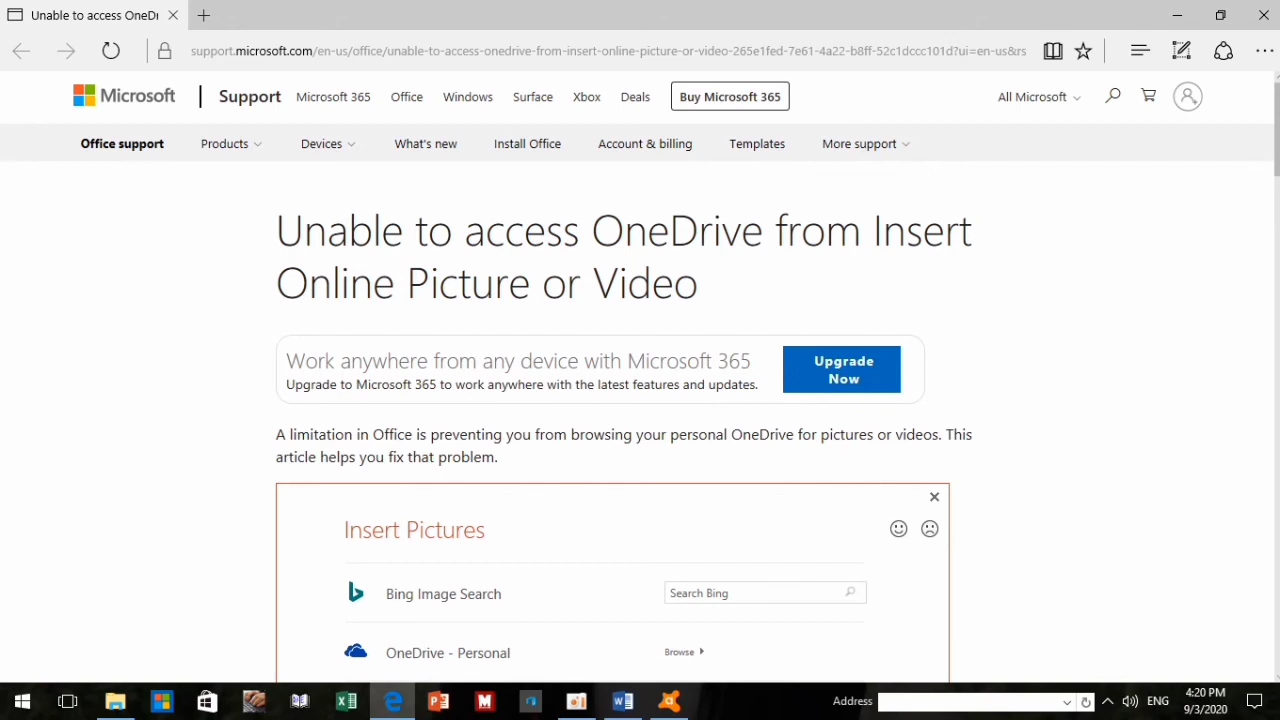 Unable to access OneDr
support.microsoft.com/en-us/office/unable-to-access-onedrive-from-insert-online-picture-or-video-265e1fed-7e61-4a22-b8ff-52c1dccc101d?ui=en-us&rs
Microsoft Support Microsoft 365 Office Windows Surface Xbox Deals Buy Microsoft 365 All Microsoft
Office support Products Devices What's new Install Office Account & billing Templates More support
Unable to access OneDrive from Insert
Online Picture or Video
Work anywhere from any device with Microsoft 365
Upgrade to Microsoft 365 to work anywhere with the latest features and updates.
Upgrade
Now
A limitation in Office is preventing you from browsing your personal OneDrive for pictures or videos. This
article helps you fix that problem.
Insert Pictures
Bing Image Search Search Bing
OneDrive - Personal Browse
Address ENG 4:20 PM
9/3/2020